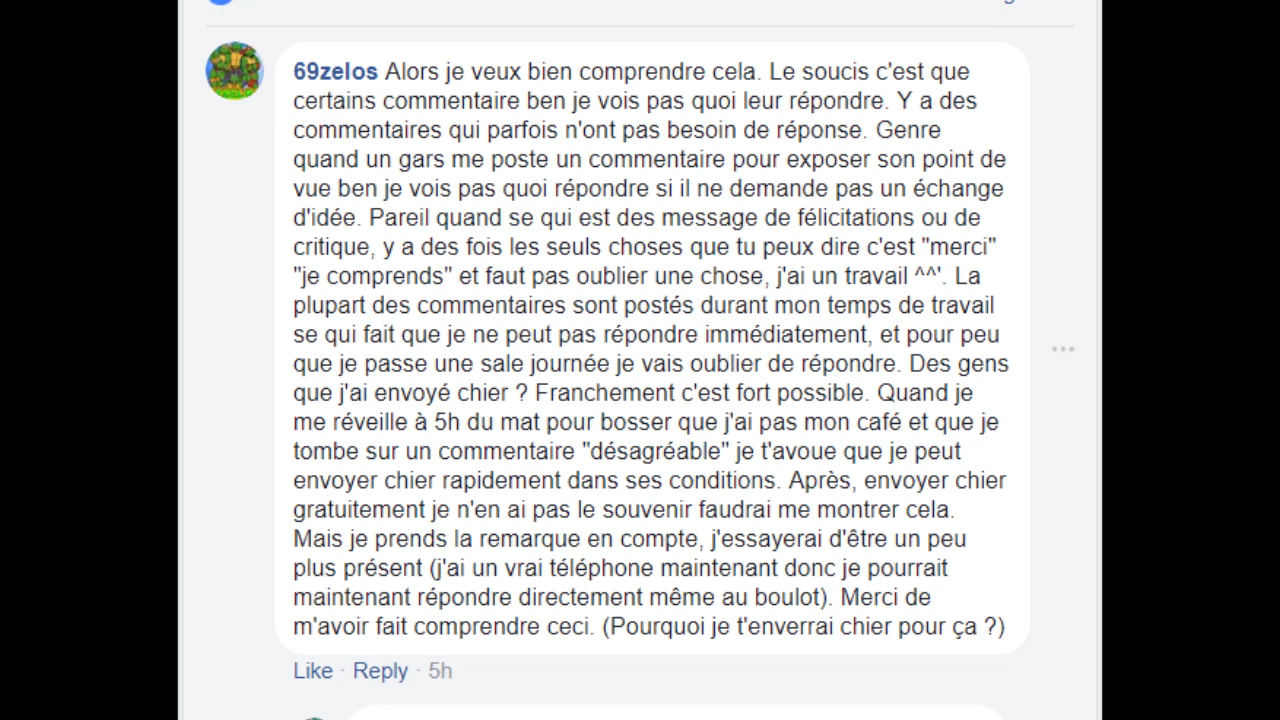 69zelos Alors je veux bien comprendre cela. Le soucis c'est que
certains commentaire ben je vois pas quoi leur répondre. Y a des
commentaires qui parfois n'ont pas besoin de réponse. Genre
quand un gars me poste un commentaire pour exposer son point de
vue ben je vois pas quoi répondre si il ne demande pas un échange
d'idée. Pareil quand se qui est des message de félicitations ou de
critique, y a des fois les seuls choses que tu peux dire c'est "merci"
"je comprends" et faut pas oublier une chose, j'ai un travail ^^'. La
plupart des commentaires sont postés durant mon temps de travail
se qui fait que je ne peut pas répondre immédiatement, et pour peu
que je passe une sale journée je vais oublier de répondre. Des gens
que j'ai envoyé chier ? Franchement c'est fort possible. Quand je
me réveille à 5h du mat pour bosser que j'ai pas mon café et que je
tombe sur un commentaire "désagréable" je t'avoue que je peut
envoyer chier rapidement dans ses conditions. Après, envoyer chier
gratuitement je n'en ai pas le souvenir faudrai me montrer cela.
Mais je prends la remarque en compte, j'essayerai d'être un peu
plus présent (j'ai un vrai téléphone maintenant donc je pourrait
maintenant répondre directement même au boulot). Merci de
m'avoir fait comprendre ceci. (Pourquoi je t'enverrai chier pour ça ?)
Like · Reply · 5h